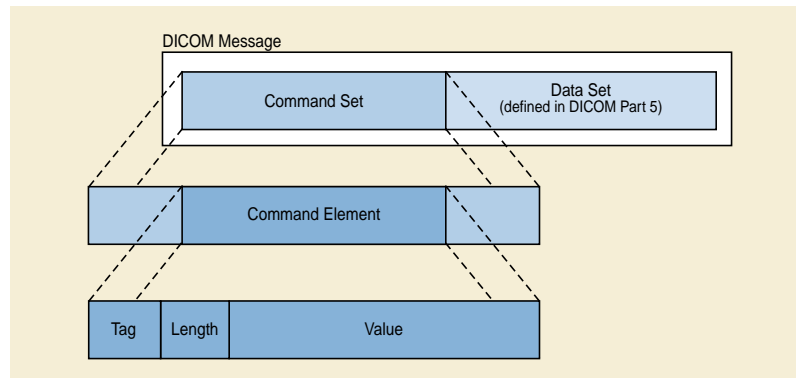 DICOM Message
Command Set
Data Set
(defined in DICOM Part 5)
Command Element
Tag
Length
Value